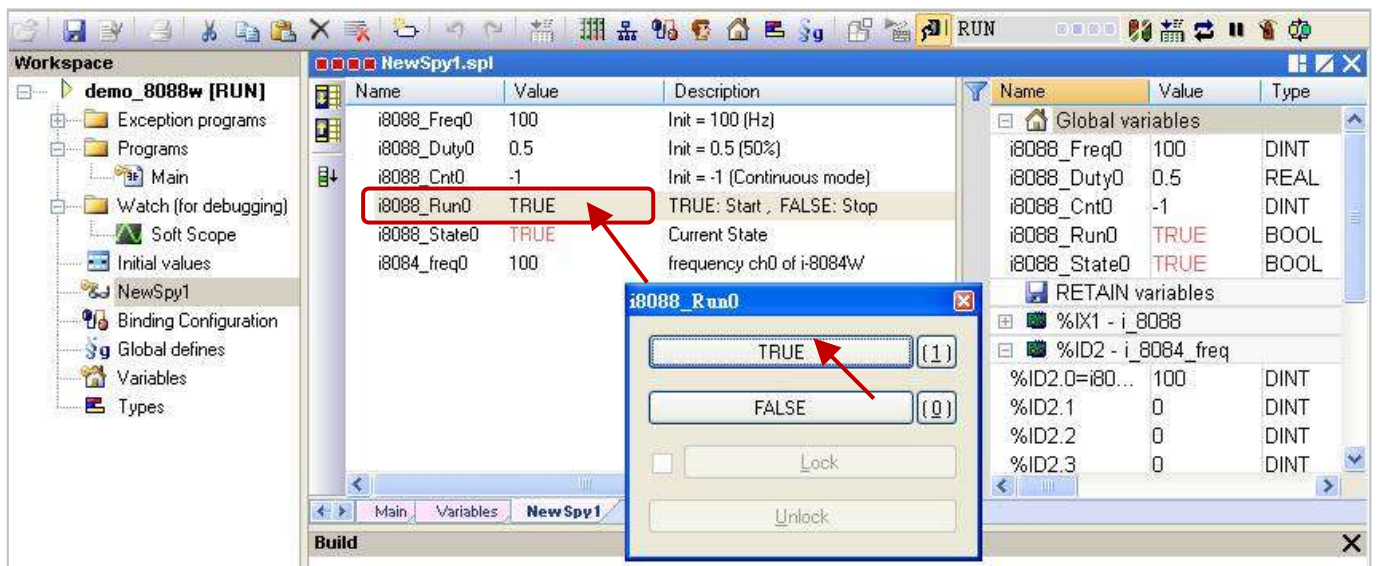 RUN
Workspace
demo_8088w [RUN]
Exception programs
Programs
Main
Watch (for debugging)
Soft Scope
Initial values
NewSpy1
Binding Configuration
Global defines
Variables
Types
NewSpy1.spl
Name Value Description
i8088_Freq0 100 Init = 100 (Hz)
i8088_Duty0 0.5 Init = 0.5 (50%)
i8088_Cnt0 -1 Init = -1 (Continuous mode)
i8088_Run0 TRUE TRUE: Start , FALSE: Stop
i8088_State0 TRUE Current State
i8084_freq0 100 frequency ch0 of i-8084W
i8088_Run0
TRUE (1)
FALSE (0)
Lock
Unlock
Name Value Type
Global variables
i8088_Freq0 100 DINT
i8088_Duty0 0.5 REAL
i8088_Cnt0 -1 DINT
i8088_Run0 TRUE BOOL
i8088_State0 TRUE BOOL
RETAIN variables
%IX1 - i_8088
%ID2 - i_8084_freq
%ID2.0=i80... 100 DINT
%ID2.1 0 DINT
%ID2.2 0 DINT
%ID2.3 0 DINT
Main Variables NewSpy1
Build